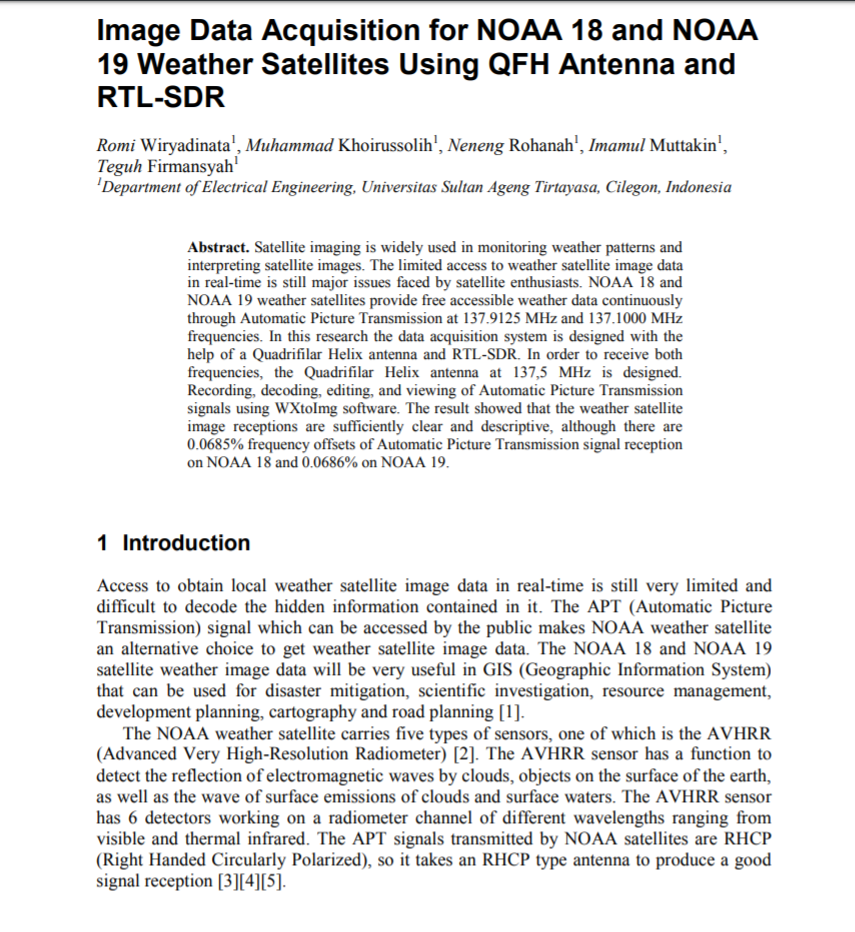 Image Data Acquisition for NOAA 18 and NOAA
19 Weather Satellites Using QFH Antenna and
RTL-SDR
Romi Wiryadinata¹, Muhammad Khoirussolih¹, Neneng Rohanah¹, Imamul Muttakin¹,
Teguh Firmansyah¹
¹Department of Electrical Engineering, Universitas Sultan Ageng Tirtayasa, Cilegon, Indonesia
Abstract. Satellite imaging is widely used in monitoring weather patterns and
interpreting satellite images. The limited access to weather satellite image data
in real-time is still major issues faced by satellite enthusiasts. NOAA 18 and
NOAA 19 weather satellites provide free accessible weather data continuously
through Automatic Picture Transmission at 137.9125 MHz and 137.1000 MHz
frequencies. In this research the data acquisition system is designed with the
help of a Quadrifilar Helix antenna and RTL-SDR. In order to receive both
frequencies, the Quadrifilar Helix antenna at 137,5 MHz is designed.
Recording, decoding, editing, and viewing of Automatic Picture Transmission
signals using WXtoImg software. The result showed that the weather satellite
image receptions are sufficiently clear and descriptive, although there are
0.0685% frequency offsets of Automatic Picture Transmission signal reception
on NOAA 18 and 0.0686% on NOAA 19.
1 Introduction
Access to obtain local weather satellite image data in real-time is still very limited and
difficult to decode the hidden information contained in it. The APT (Automatic Picture
Transmission) signal which can be accessed by the public makes NOAA weather satellite
an alternative choice to get weather satellite image data. The NOAA 18 and NOAA 19
satellite weather image data will be very useful in GIS (Geographic Information System)
that can be used for disaster mitigation, scientific investigation, resource management,
development planning, cartography and road planning [1].
The NOAA weather satellite carries five types of sensors, one of which is the AVHRR
(Advanced Very High-Resolution Radiometer) [2]. The AVHRR sensor has a function to
detect the reflection of electromagnetic waves by clouds, objects on the surface of the earth,
as well as the wave of surface emissions of clouds and surface waters. The AVHRR sensor
has 6 detectors working on a radiometer channel of different wavelengths ranging from
visible and thermal infrared. The APT signals transmitted by NOAA satellites are RHCP
(Right Handed Circularly Polarized), so it takes an RHCP type antenna to produce a good
signal reception [3][4][5].